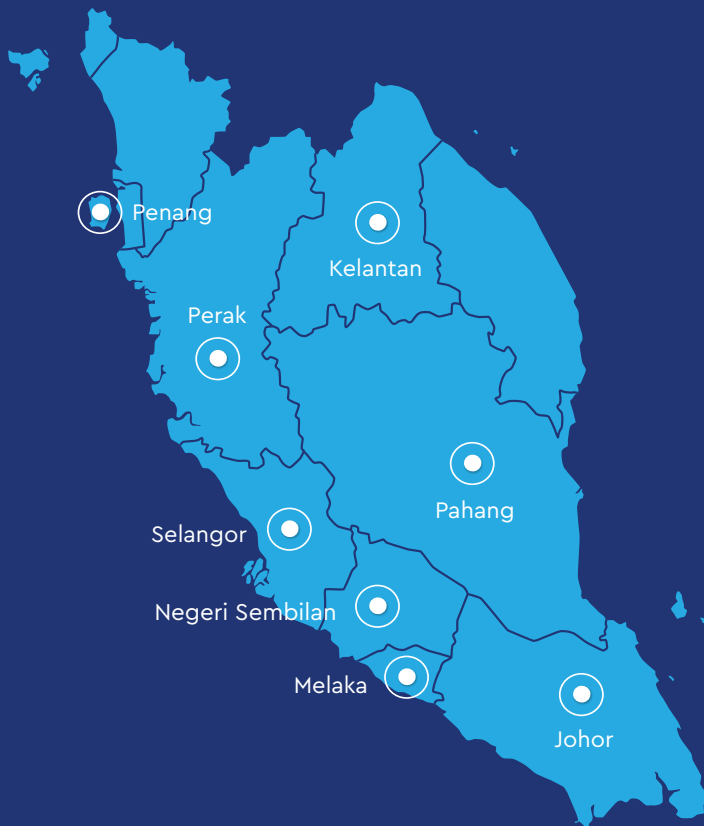 Penang
Kelantan
Perak
Pahang
Selangor
Negeri Sembilan
Melaka
Johor